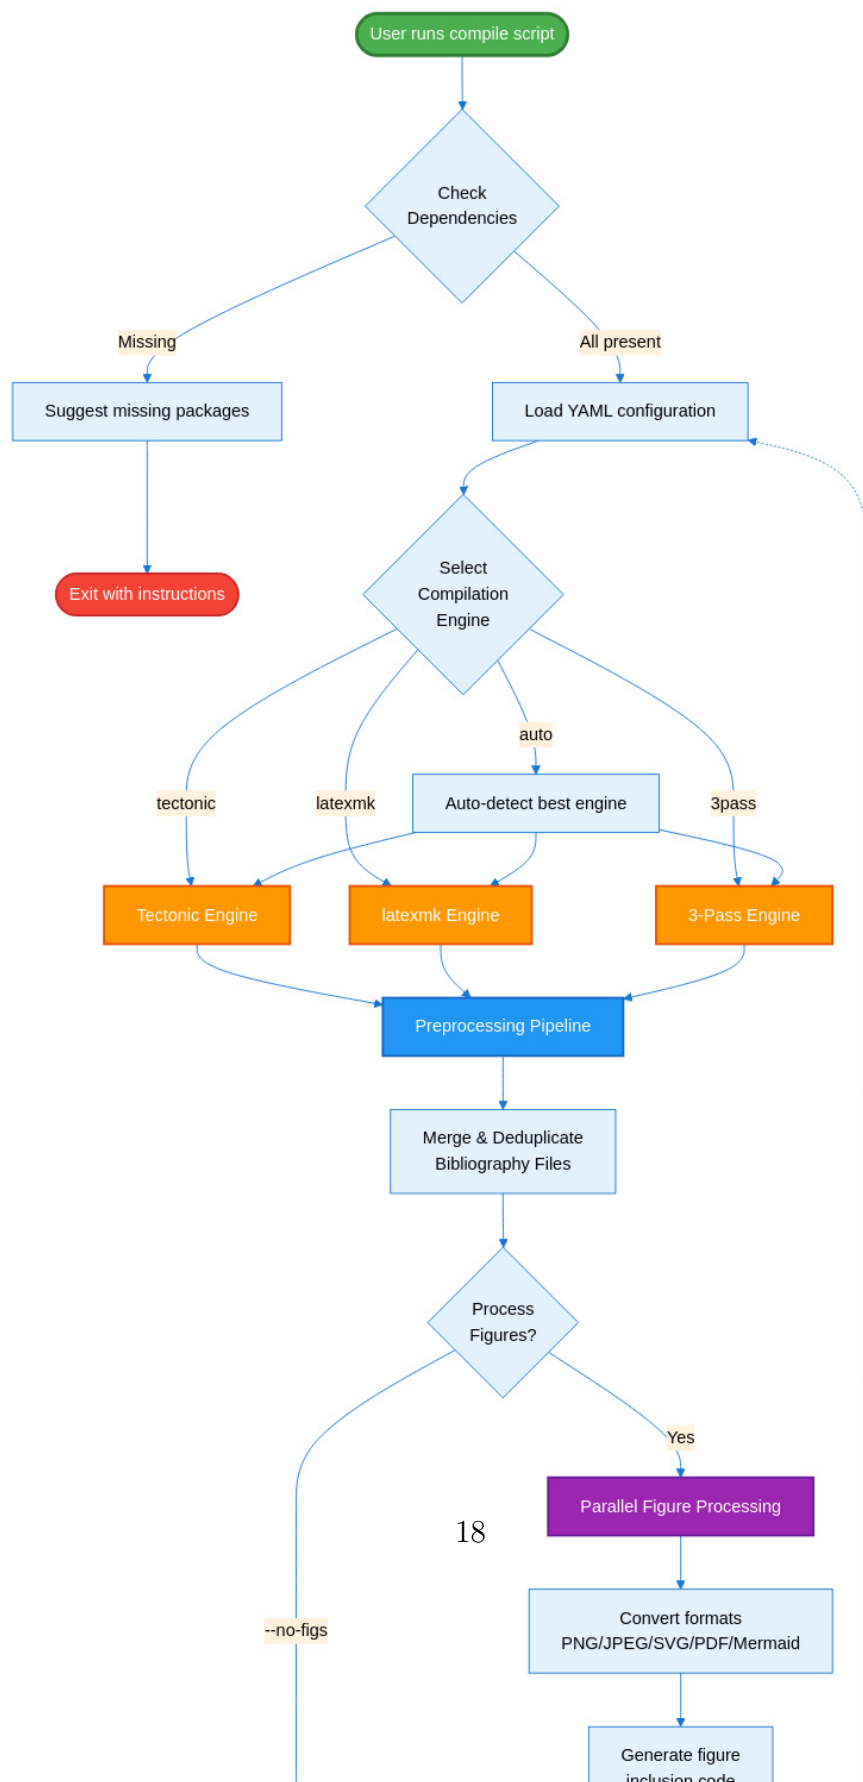 User runs compile script
Check
Dependencies
Missing
All present
Suggest missing packages
Load YAML configuration
Exit with instructions
Select
Compilation
Engine
auto
tectonic
latexmk
Auto-detect best engine
3pass
Tectonic Engine
latexmk Engine
3-Pass Engine
Preprocessing Pipeline
Merge & Deduplicate
Bibliography Files
Process
Figures?
Yes
Parallel Figure Processing
18
Convert formats
--no-figs
PNG/JPEG/SVG/PDF/Mermaid
Generate figure
inclusion code